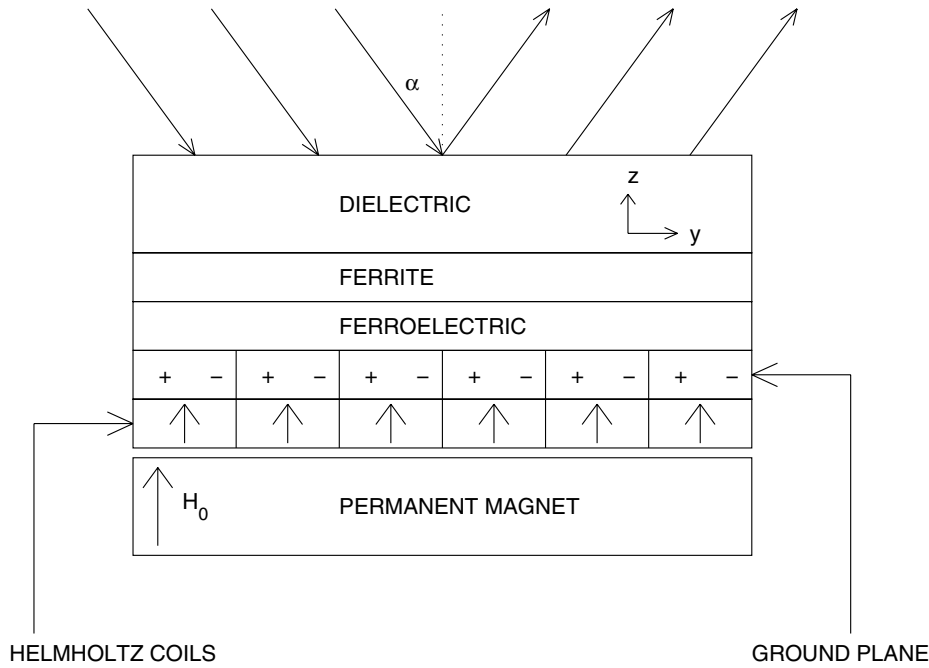 α
DIELECTRIC
z
y
FERRITE
FERROELECTRIC
+ − + − + − + − + − + −
H0
PERMANENT MAGNET
HELMHOLTZ COILS
GROUND PLANE